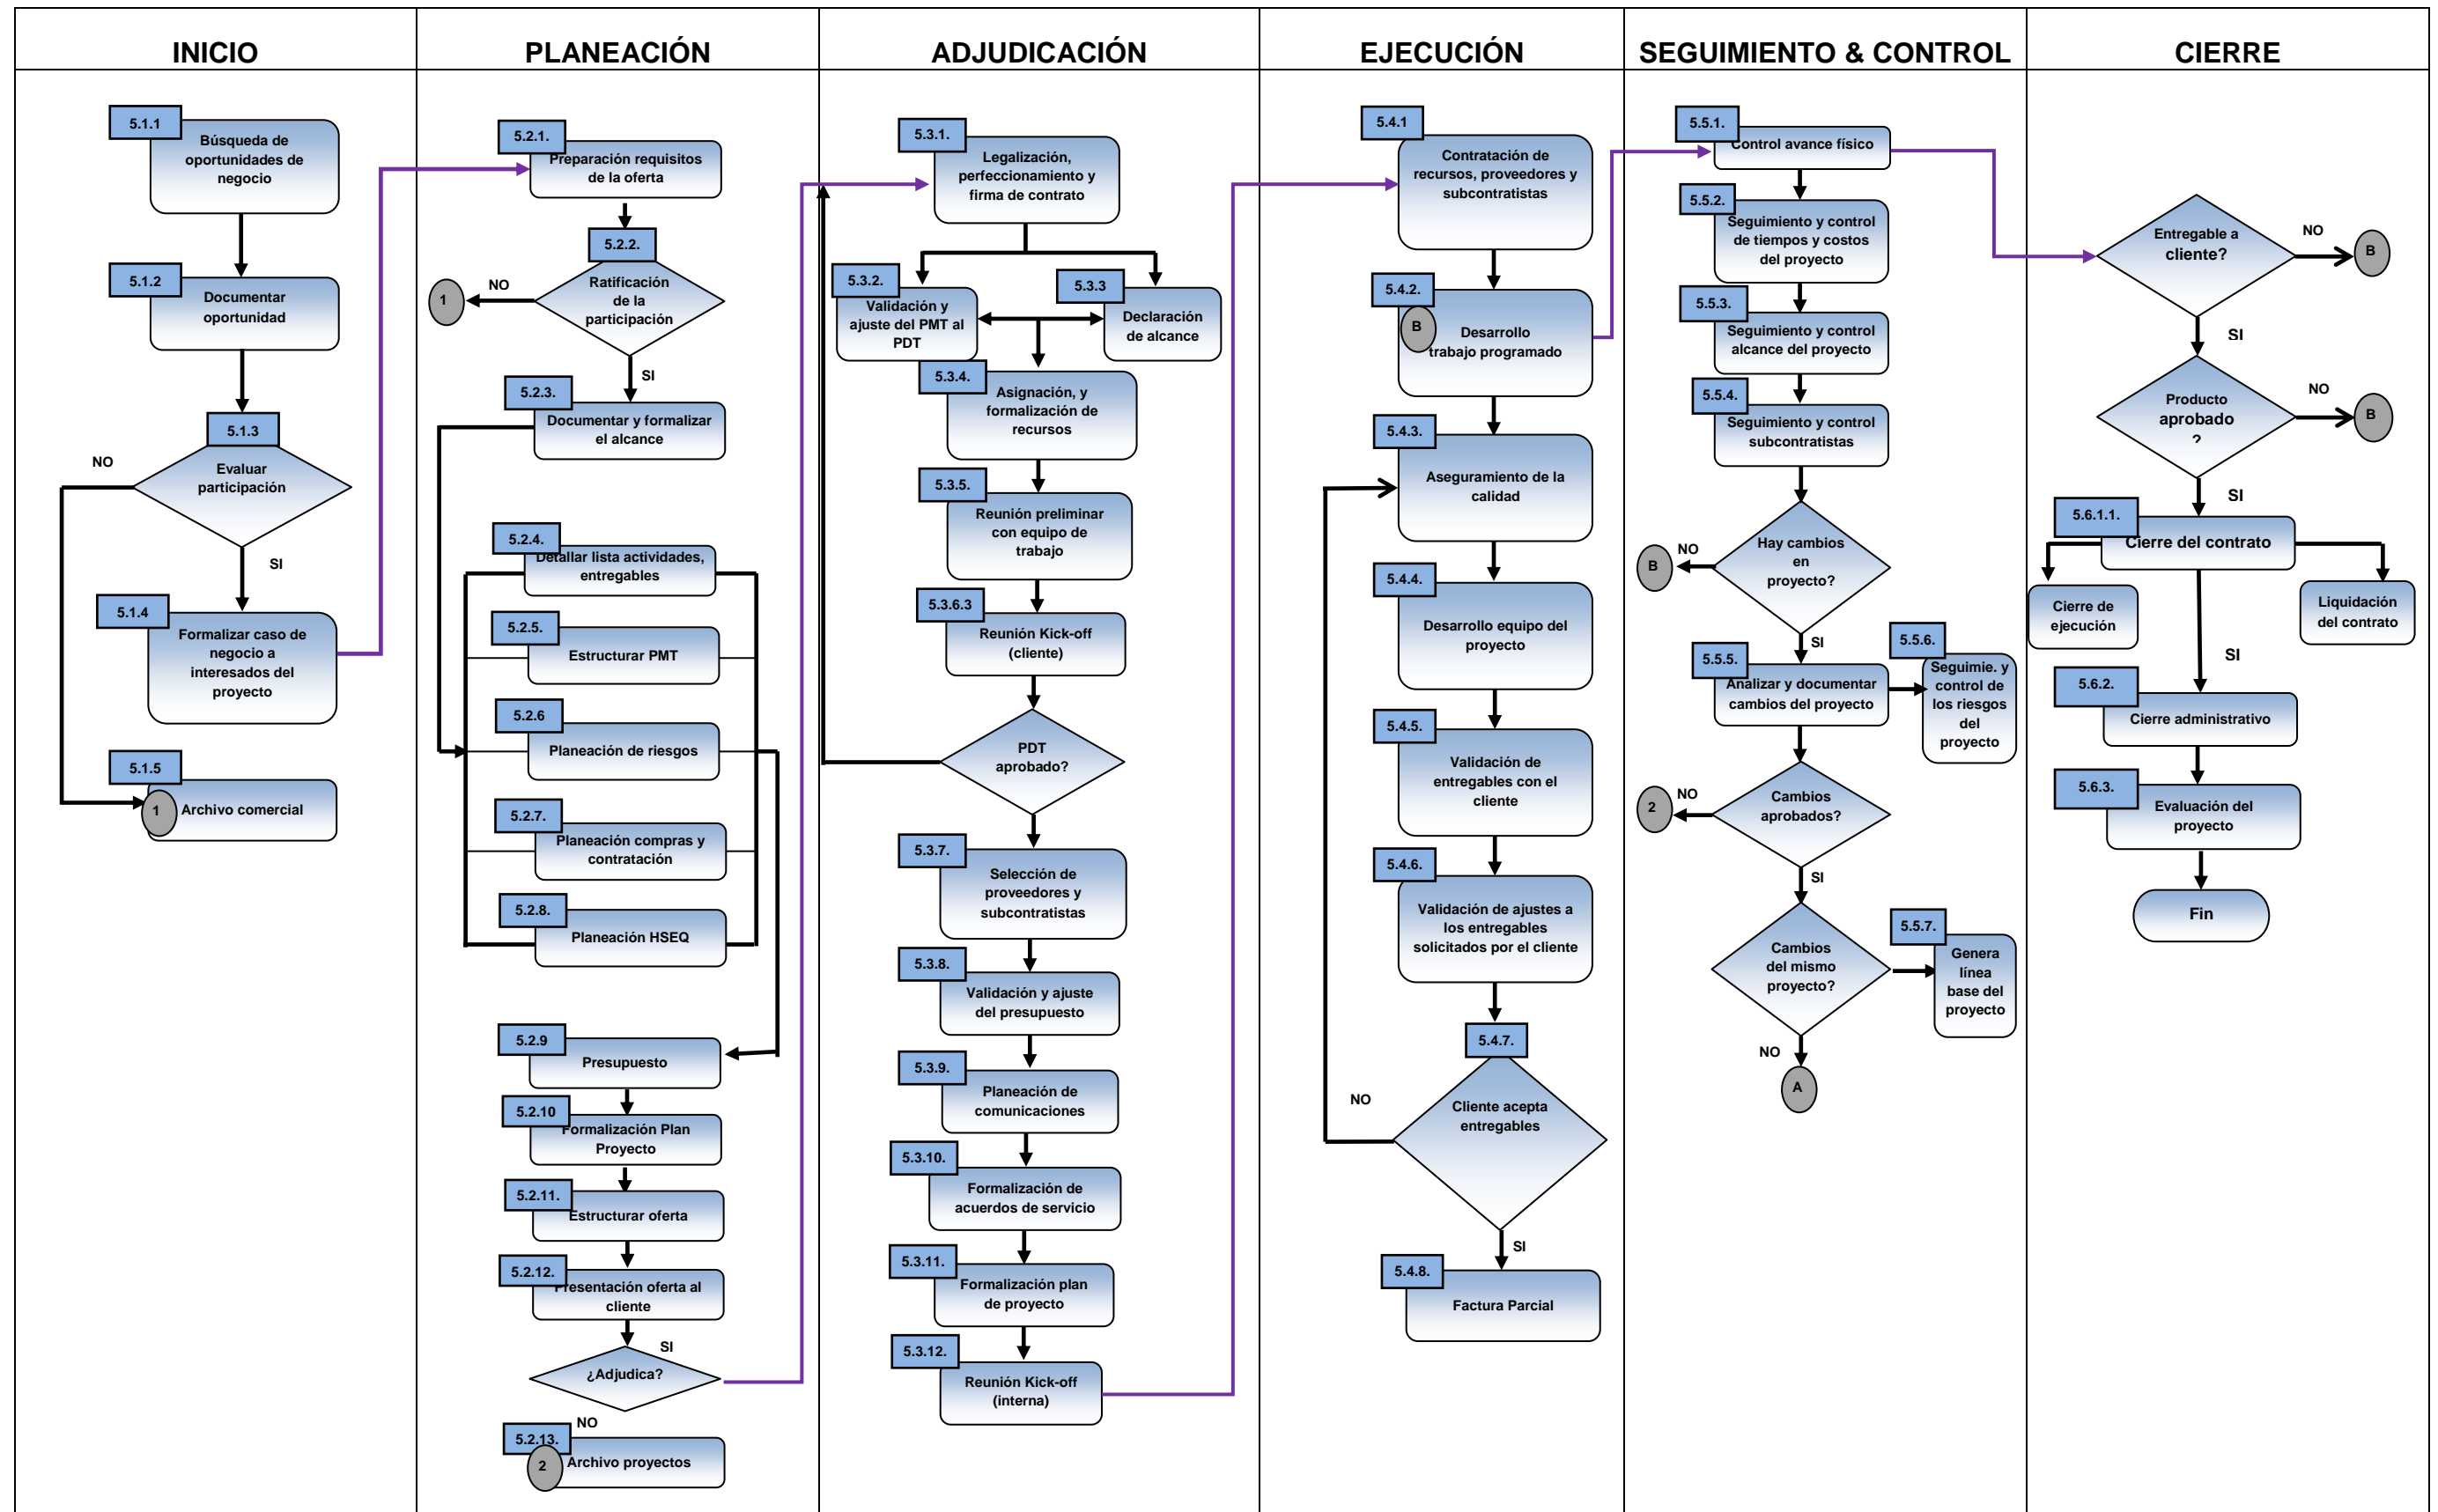 INICIO
PLANEACIÓN
ADJUDICACIÓN
EJECUCIÓN
SEGUIMIENTO & CONTROL
CIERRE
5.1.1
Búsqueda de
oportunidades de
negocio
5.1.2
Documentar
oportunidad
5.1.3
Evaluar
participación
NO
SI
5.1.4
Formalizar caso de
negocio a
interesados del
proyecto
5.1.5
1
Archivo comercial
5.2.1.
Preparación requisitos
de la oferta
5.2.2.
Ratificación
de la
participación
NO
1
SI
5.2.3.
Documentar y formalizar
el alcance
5.2.4.
Detallar lista actividades,
entregables
5.2.5.
Estructurar PMT
5.2.6
Planeación de riesgos
5.2.7.
Planeación compras y
contratación
5.2.8.
Planeación HSEQ
5.2.9
Presupuesto
5.2.10
Formalización Plan
Proyecto
5.2.11.
Estructurar oferta
5.2.12.
Presentación oferta al
cliente
SI
¿Adjudica?
NO
5.2.13.
2
Archivo proyectos
5.3.1.
Legalización,
perfeccionamiento y
firma de contrato
5.3.2.
Validación y
ajuste del PMT al
PDT
5.3.3
Declaración
de alcance
5.3.4.
Asignación, y
formalización de
recursos
5.3.5.
Reunión preliminar
con equipo de
trabajo
5.3.6.3
Reunión Kick-off
(cliente)
PDT
aprobado?
5.3.7.
Selección de
proveedores y
subcontratistas
5.3.8.
Validación y ajuste
del presupuesto
5.3.9.
Planeación de
comunicaciones
5.3.10.
Formalización de
acuerdos de servicio
5.3.11.
Formalización plan
de proyecto
5.3.12.
Reunión Kick-off
(interna)
5.4.1
Contratación de
recursos, proveedores y
subcontratistas
5.4.2.
B
Desarrollo
trabajo programado
5.4.3.
Aseguramiento de la
calidad
5.4.4.
Desarrollo equipo del
proyecto
5.4.5.
Validación de
entregables con el
cliente
5.4.6.
Validación de ajustes a
los entregables
solicitados por el cliente
5.4.7.
Cliente acepta
entregables
NO
SI
5.4.8.
Factura Parcial
5.5.1.
Control avance físico
5.5.2.
Seguimiento y control
de tiempos y costos
del proyecto
5.5.3.
Seguimiento y control
alcance del proyecto
5.5.4.
Seguimiento y control
subcontratistas
Hay cambios
en
proyecto?
NO
B
SI
5.5.5.
Analizar y documentar
cambios del proyecto
5.5.6.
Seguimie. y
control de
los riesgos
del
proyecto
Cambios
aprobados?
NO
2
SI
Cambios
del mismo
proyecto?
5.5.7.
Genera
línea
base del
proyecto
NO
A
Entregable a
cliente?
NO
B
SI
Producto
aprobado
?
NO
B
SI
5.6.1.1.
Cierre del contrato
Cierre de
ejecución
Liquidación
del contrato
SI
5.6.2.
Cierre administrativo
5.6.3.
Evaluación del
proyecto
Fin